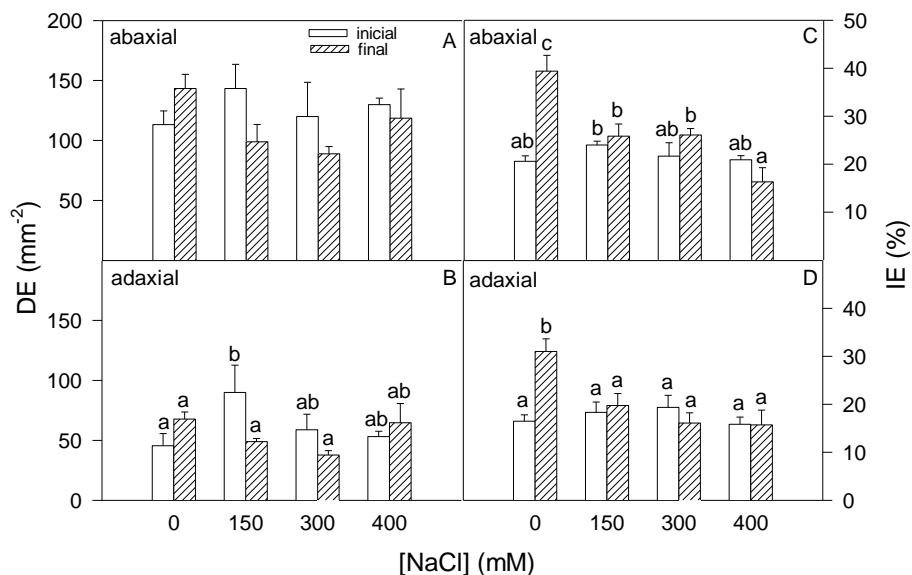 200
150
100
50
DE (mm⁻²)
abaxial
A
inicial
final
abaxial
C
ab
c
b
b
ab
b
ab
a
50
40
30
20
10
IE (%)
adaxial
B
150
100
50
0
a
a
b
a
ab
a
ab
ab
0
150
300
400
adaxial
D
a
b
a
a
a
a
a
a
40
30
20
10
0
0
150
300
400
[NaCl] (mM)